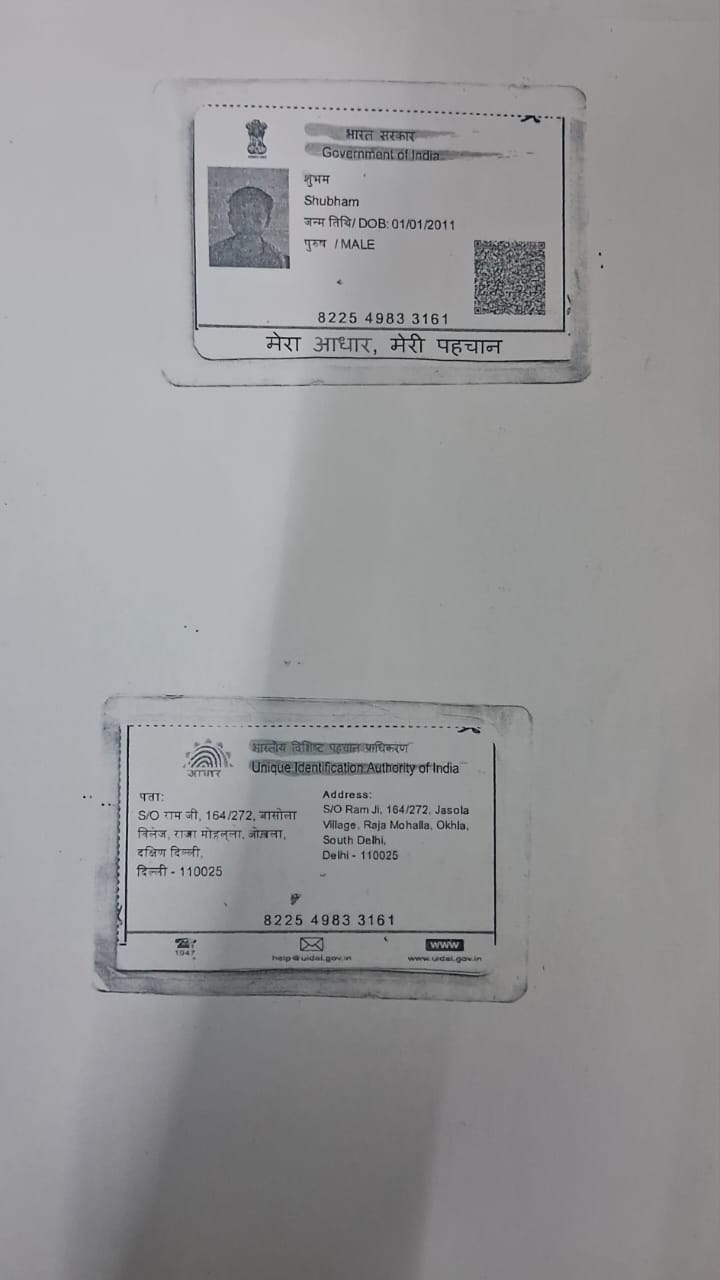 भारत सरकार
Government of India
शुभम
Shubham
जन्म तिथि/ DOB: 01/01/2011
पुरुष / MALE
8225 4983 3161
मेरा आधार, मेरी पहचान
भारतीय विशिष्ट पहचान प्राधिकरण
Unique Identification Authority of India
आधार
पता:
S/O राम जी, 164/272, जासोला
विलेज, राजा मोहल्ला, ओखला,
दक्षिण दिल्ली,
दिल्ली - 110025
Address:
S/O Ram Ji, 164/272, Jasola
Village, Raja Mohalla, Okhla,
South Delhi,
Delhi - 110025
8225 4983 3161
1947
help@uidai.gov.in
WWW
www.uidai.gov.in